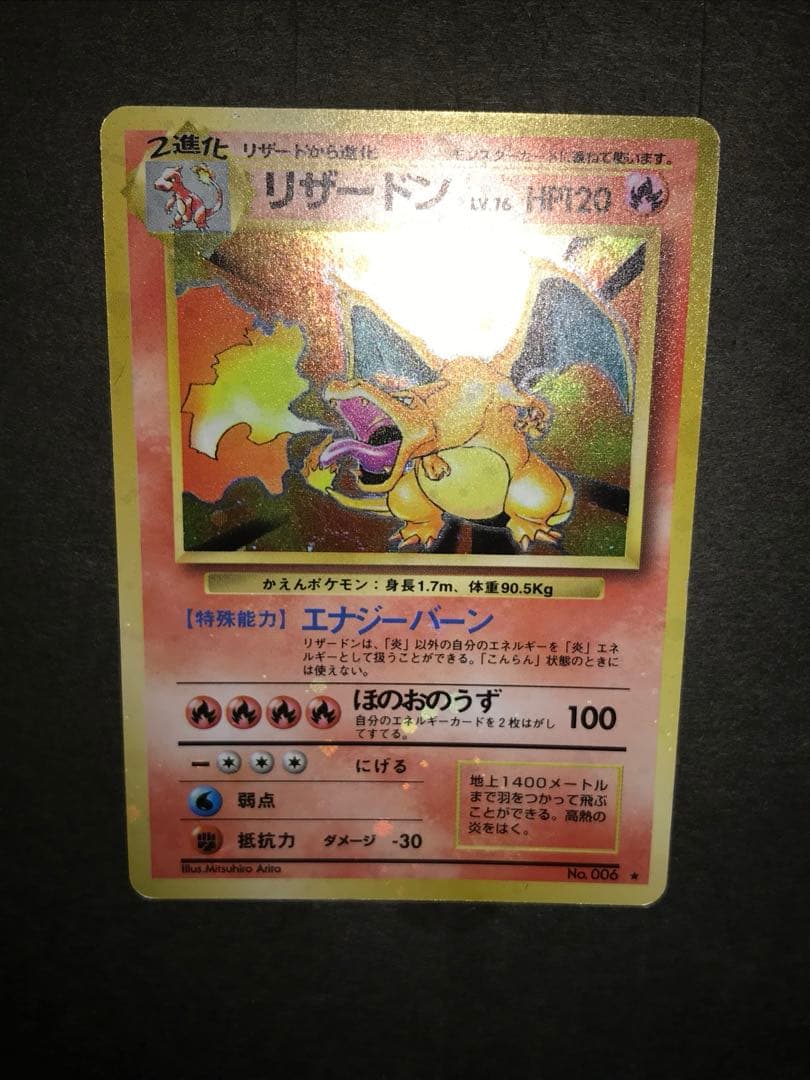 2進化 リザードから進化 モンスターカードに重ねて使います。
リザードン LV.76 HP120
かえんポケモン：身長1.7m、体重90.5Kg
【特殊能力】エナジーバーン
リザードンは、「炎」以外の自分のエネルギーを「炎」エネ
ルギーとして扱うことができる。「こんらん」状態のときに
は使えない。
ほのおのうず 100
自分のエネルギーカードを2枚はがし
てすてる。
にげる
弱点
抵抗力 ダメージ -30
地上1400メートル
まで羽をつかって飛ぶ
ことができる。高熱の
炎をはく。
Illus.Mitsuhiro Arita
No. 006 ★